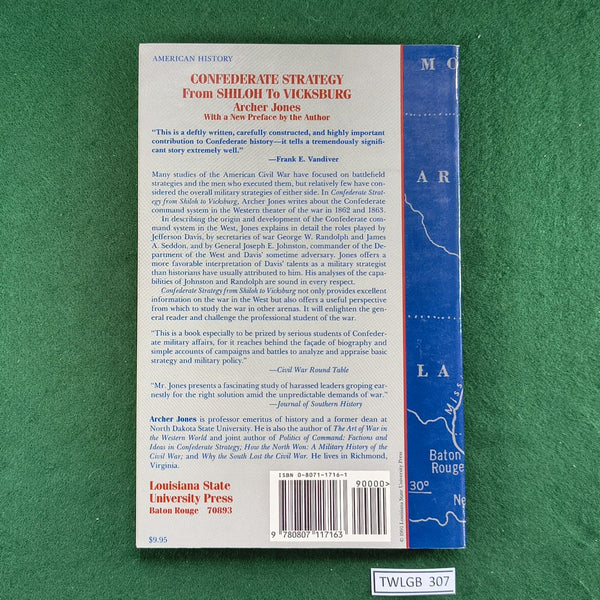 AMERICAN HISTORY
CONFEDERATE STRATEGY
From SHILOH To VICKSBURG
Archer Jones
With a New Preface by the Author
"This is a deftly written, carefully constructed, and highly important
contribution to Confederate history—it tells a tremendously signifi-
cant story extremely well."
—Frank E. Vandiver
Many studies of the American Civil War have focused on battlefield
strategies and the men who executed them, but relatively few have con-
sidered the overall military strategies of either side. In Confederate Strat-
egy from Shiloh to Vicksburg, Archer Jones writes about the Confederate
command system in the Western theater of the war in 1862 and 1863.
In describing the origin and development of the Confederate com-
mand system in the West, Jones explains in detail the roles played by
Jefferson Davis, by secretaries of war George W. Randolph and James
A. Seddon, and by General Joseph E. Johnston, commander of the De-
partment of the West and Davis' sometime adversary. Jones offers a
more favorable interpretation of Davis' talents as a military strategist
than historians have usually attributed to him. His analyses of the capa-
bilities of Johnston and Randolph are sound in every respect.
Confederate Strategy from Shiloh to Vicksburg not only provides excellent
information on the war in the West but also offers a useful perspective
from which to study the war in other arenas. It will enlighten the gen-
eral reader and challenge the professional student of the war.
"This is a book especially to be prized by serious students of Confeder-
ate military affairs, for it reaches behind the façade of biography and
simple accounts of campaigns and battles to analyze and appraise basic
strategy and military policy."
—Civil War Round Table
"Mr. Jones presents a fascinating study of harassed leaders groping ear-
nestly for the right solution amid the unpredictable demands of war."
—Journal of Southern History
Archer Jones is professor emeritus of history and a former dean at
North Dakota State University. He is also the author of The Art of War in
the Western World and joint author of Politics of Command: Factions and
Ideas in Confederate Strategy; How the North Won: A Military History of the
Civil War; and Why the South Lost the Civil War. He lives in Richmond,
Virginia.
Louisiana State
University Press
Baton Rouge 70893
$9.95
ISBN 0-8071-1716-1
90000>
9 780807 117163
© 1991 Louisiana State University Press
MO
AR
LA
Miss
Baton
Rouge
30°
Ne
TWLGB 307